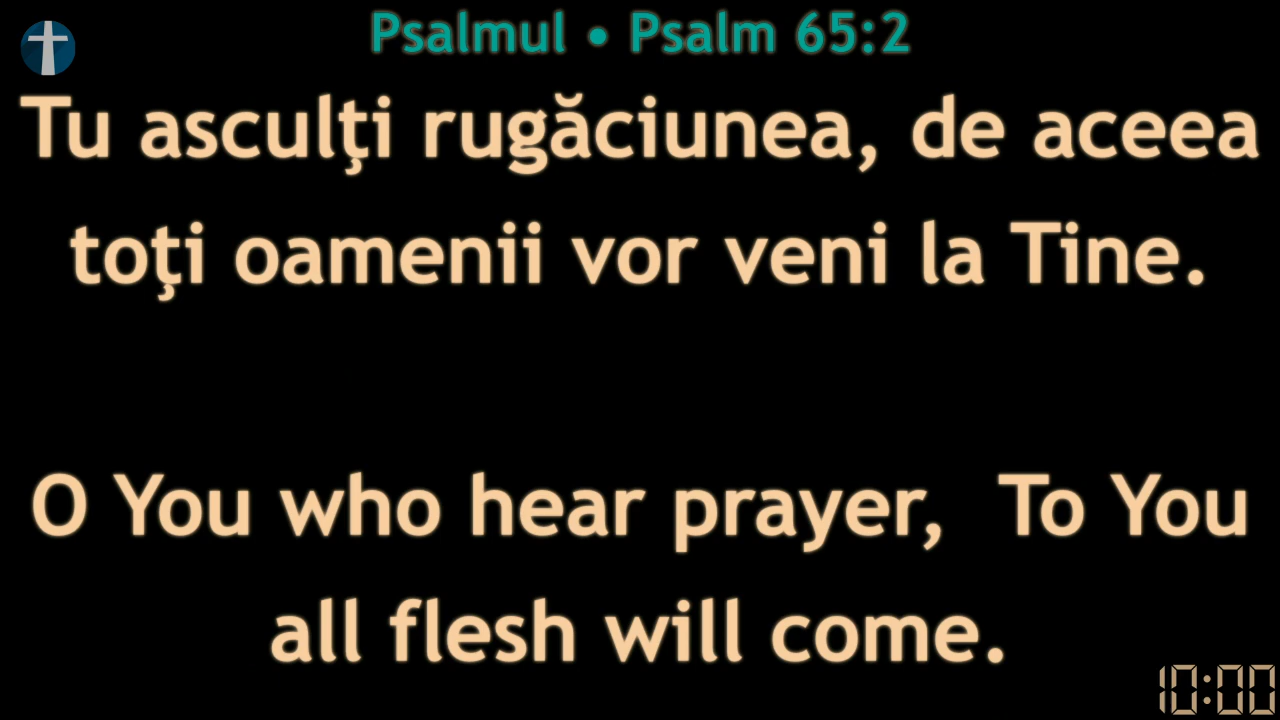 Psalmul • Psalm 65:2
Tu asculţi rugăciunea, de aceea
toţi oamenii vor veni la Tine.
O You who hear prayer,  To You
all flesh will come.
10:00